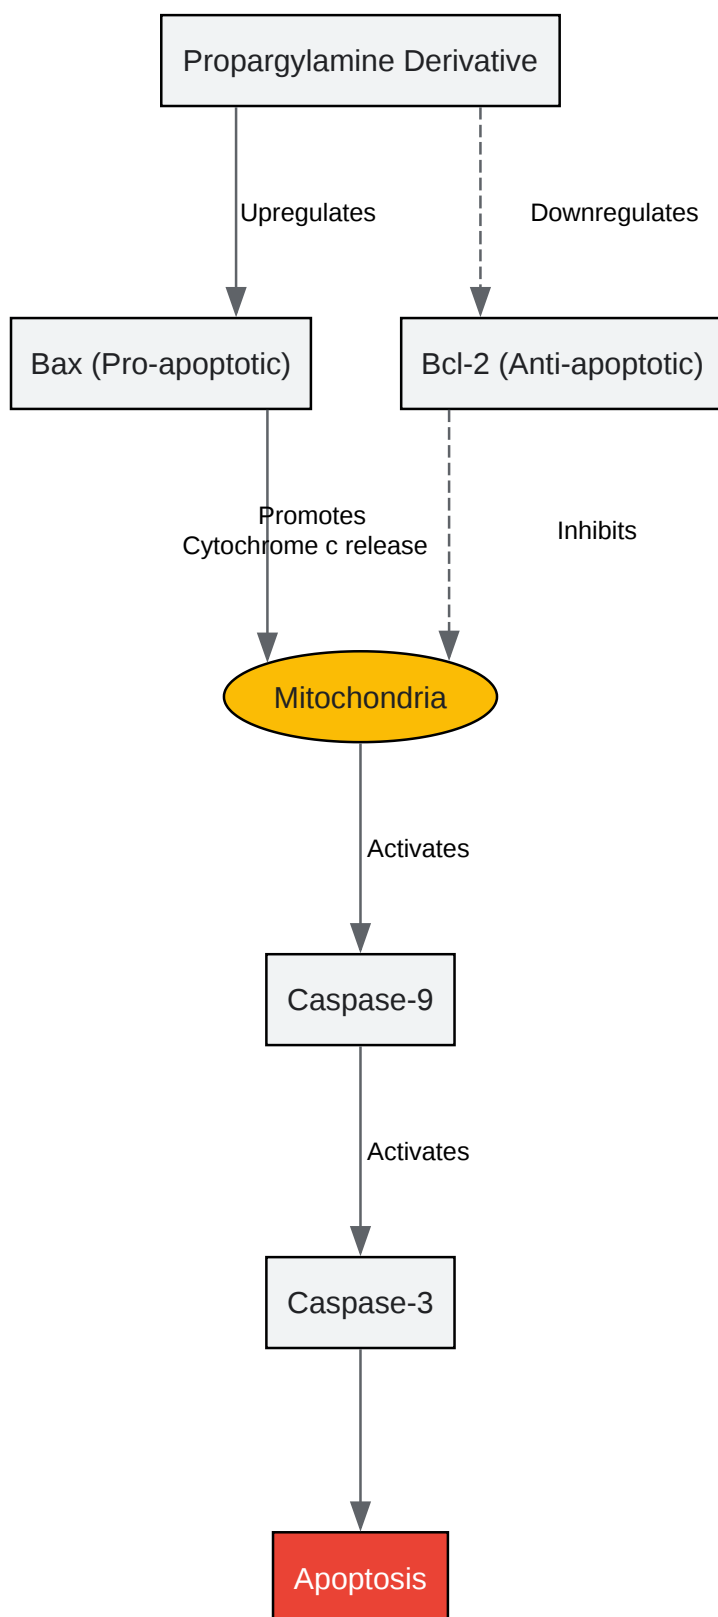 Propargylamine Derivative
Upregulates
Downregulates
Bax (Pro-apoptotic)
Bcl-2 (Anti-apoptotic)
Promotes
Cytochrome c release
Inhibits
Mitochondria
Activates
Caspase-9
Activates
Caspase-3
Apoptosis